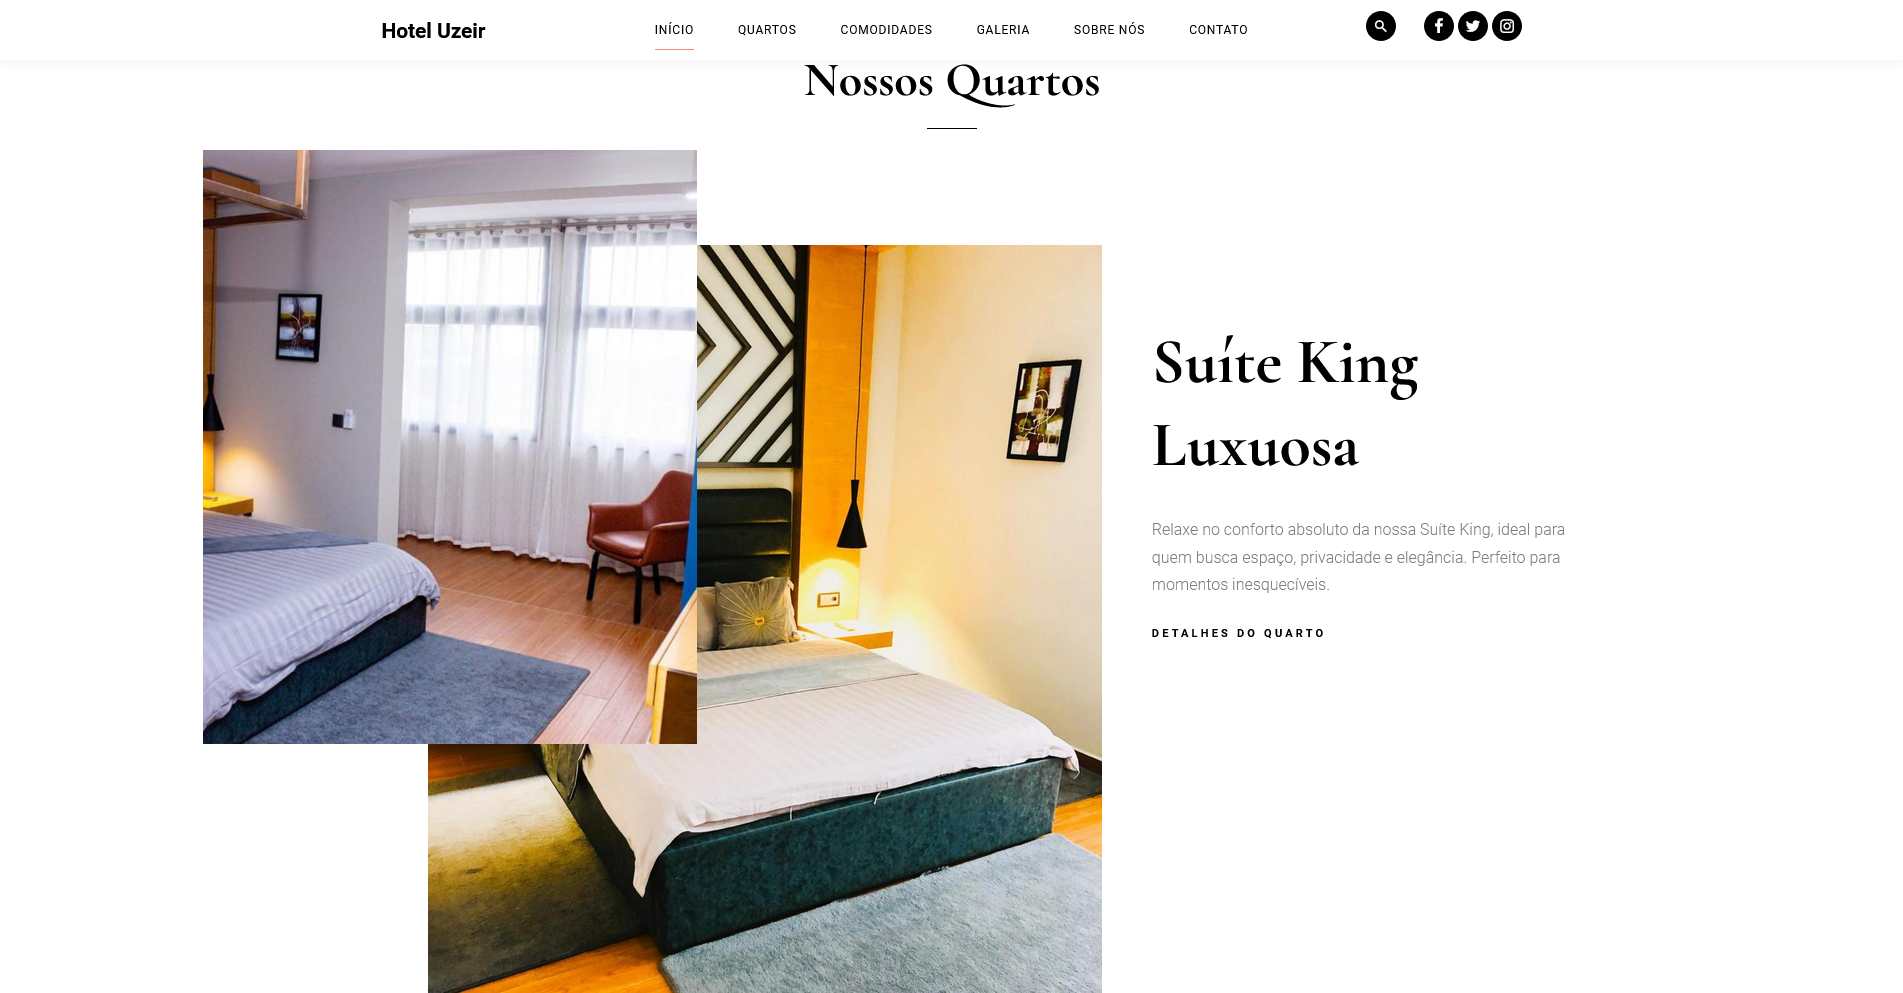 Hotel Uzeir
INÍCIO
QUARTOS
COMODIDADES
GALERIA
SOBRE NÓS
CONTATO
Nossos Quartos
Suíte King
Luxuosa
Relaxe no conforto absoluto da nossa Suíte King, ideal para
quem busca espaço, privacidade e elegância. Perfeito para
momentos inesquecíveis.
DETALHES DO QUARTO